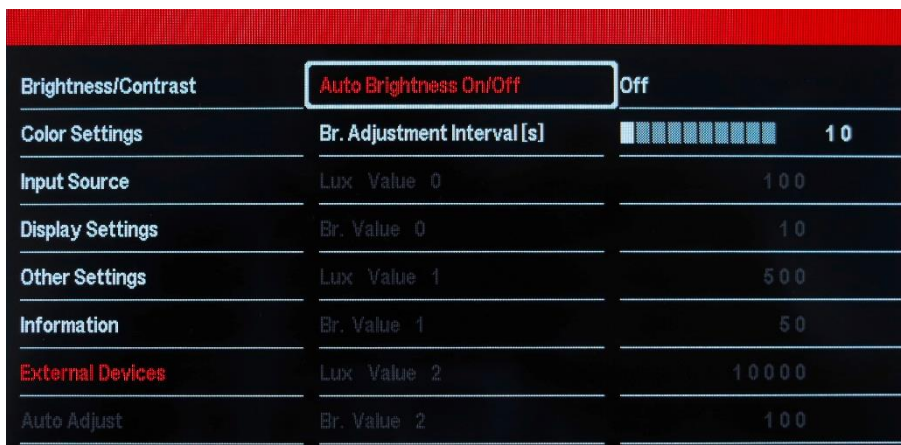 Brightness/Contrast Auto Brightness On/Off Off
Color Settings Br. Adjustment Interval [s] 10
Input Source Lux Value 0 100
Display Settings Br. Value 0 10
Other Settings Lux Value 1 500
Information Br. Value 1 50
External Devices Lux Value 2 10000
Auto Adjust Br. Value 2 100